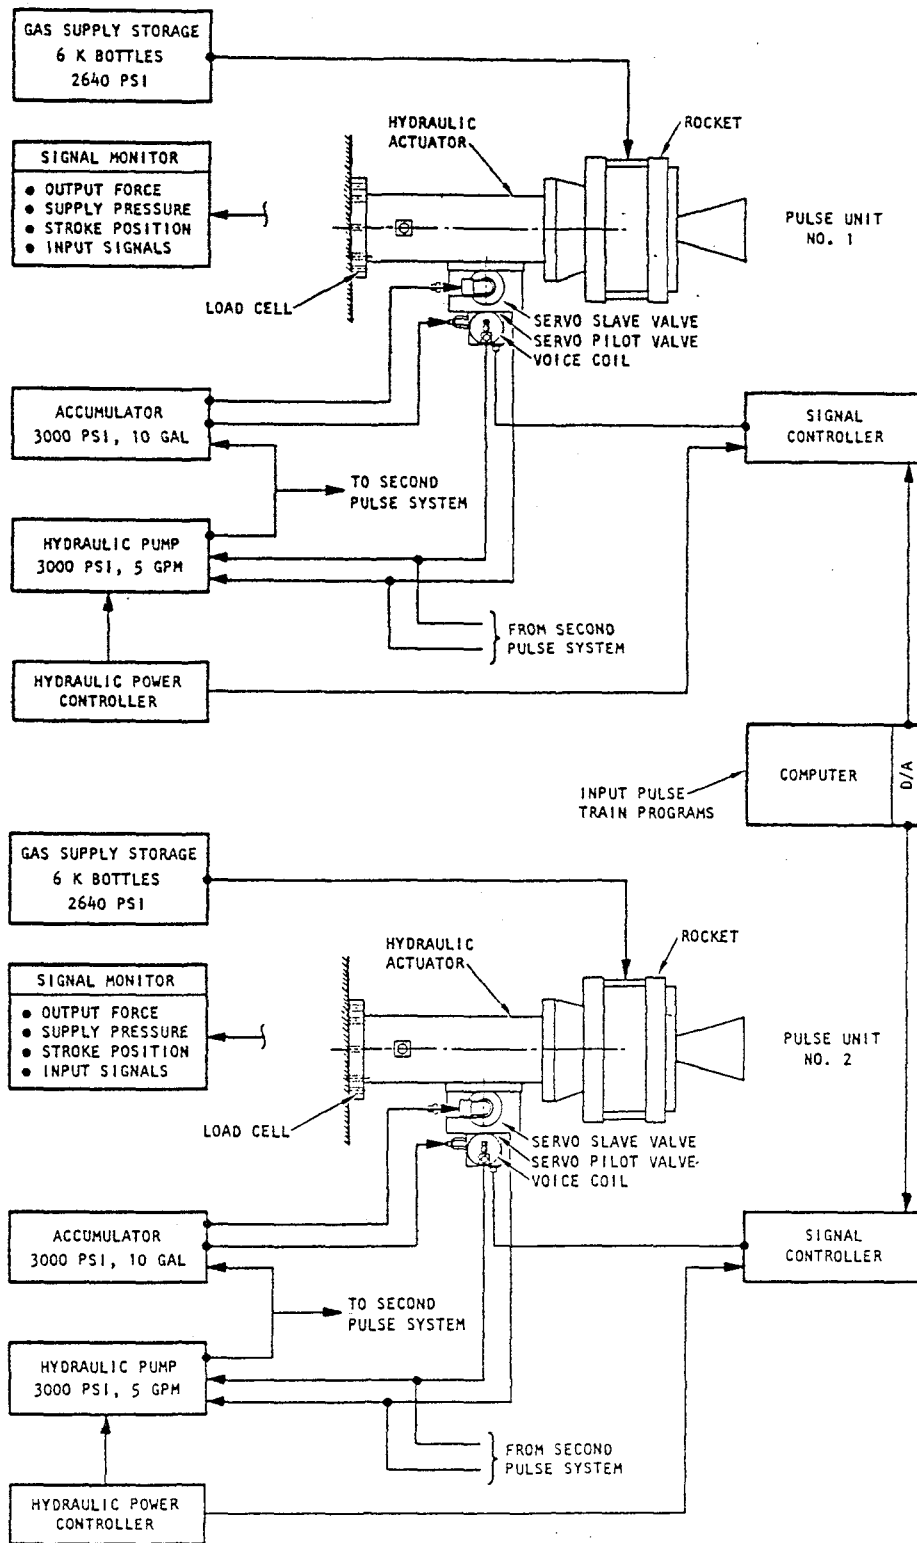 GAS SUPPLY STORAGE
6 K BOTTLES
2640 PSI
HYDRAULIC
ACTUATOR
ROCKET
SIGNAL MONITOR
● OUTPUT FORCE
● SUPPLY PRESSURE
● STROKE POSITION
● INPUT SIGNALS
PULSE UNIT
NO. 1
LOAD CELL
SERVO SLAVE VALVE
SERVO PILOT VALVE
VOICE COIL
ACCUMULATOR
3000 PSI, 10 GAL
SIGNAL
CONTROLLER
TO SECOND
PULSE SYSTEM
HYDRAULIC PUMP
3000 PSI, 5 GPM
FROM SECOND
PULSE SYSTEM
HYDRAULIC POWER
CONTROLLER
COMPUTER
D/A
INPUT PULSE
TRAIN PROGRAMS
GAS SUPPLY STORAGE
6 K BOTTLES
2640 PSI
HYDRAULIC
ACTUATOR
ROCKET
SIGNAL MONITOR
● OUTPUT FORCE
● SUPPLY PRESSURE
● STROKE POSITION
● INPUT SIGNALS
PULSE UNIT
NO. 2
LOAD CELL
SERVO SLAVE VALVE
SERVO PILOT VALVE
VOICE COIL
ACCUMULATOR
3000 PSI, 10 GAL
SIGNAL
CONTROLLER
TO SECOND
PULSE SYSTEM
HYDRAULIC PUMP
3000 PSI, 5 GPM
FROM SECOND
PULSE SYSTEM
HYDRAULIC POWER
CONTROLLER